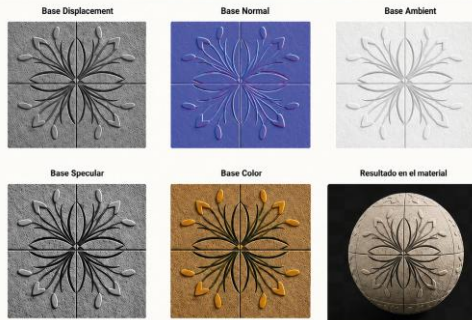 Base Displacement
Base Normal
Base Ambient
Base Specular
Base Color
Resultado en el material